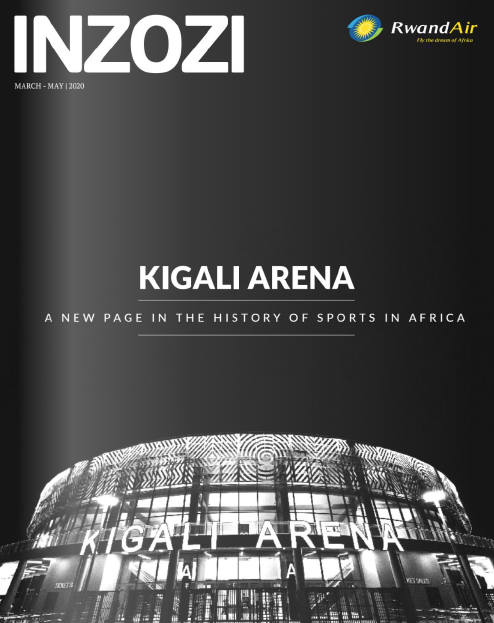 INZOZI
RwandAir
Fly the dream of Africa
MARCH - MAY | 2020
KIGALI ARENA
A NEW PAGE IN THE HISTORY OF SPORTS IN AFRICA
KIGALI ARENA
A A